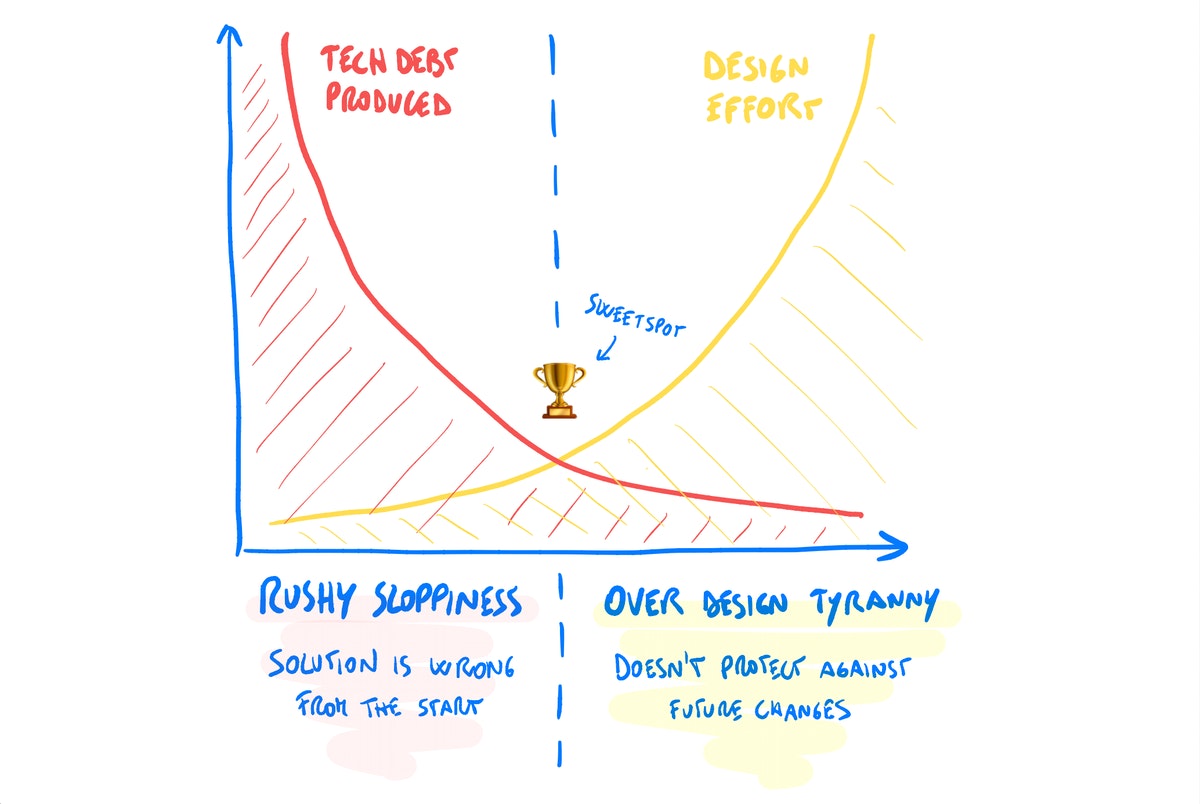 TECH DEBT
PRODUCED
DESIGN
EFFORT
SWEETSPOT
RUSHY SLOPPINESS
SOLUTION IS WRONG
FROM THE START
OVER DESIGN TYRANNY
DOESN'T PROTECT AGAINST
FUTURE CHANGES